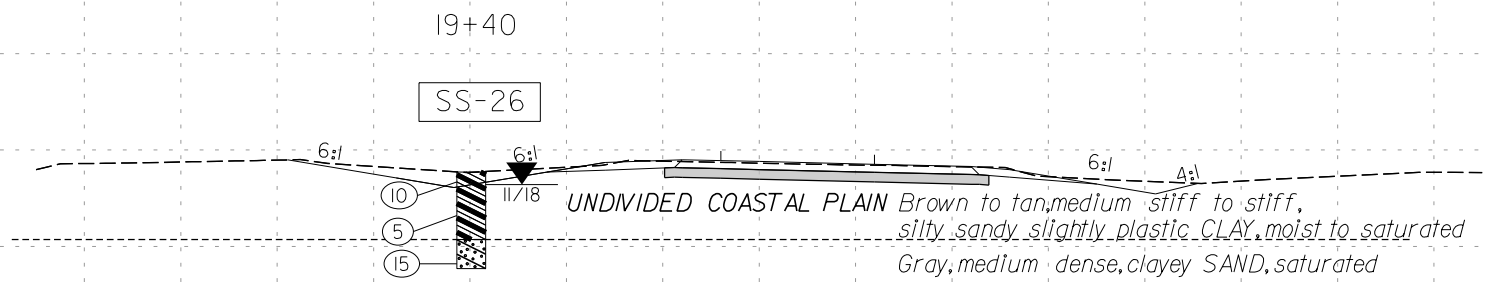 19+40
SS-26
6:1
6:1
6:1
4:1
10
11/18
UNDIVIDED COASTAL PLAIN Brown to tan, medium stiff to stiff,
silty sandy slightly plastic CLAY, moist to saturated
5
15
Gray, medium dense, clayey SAND, saturated